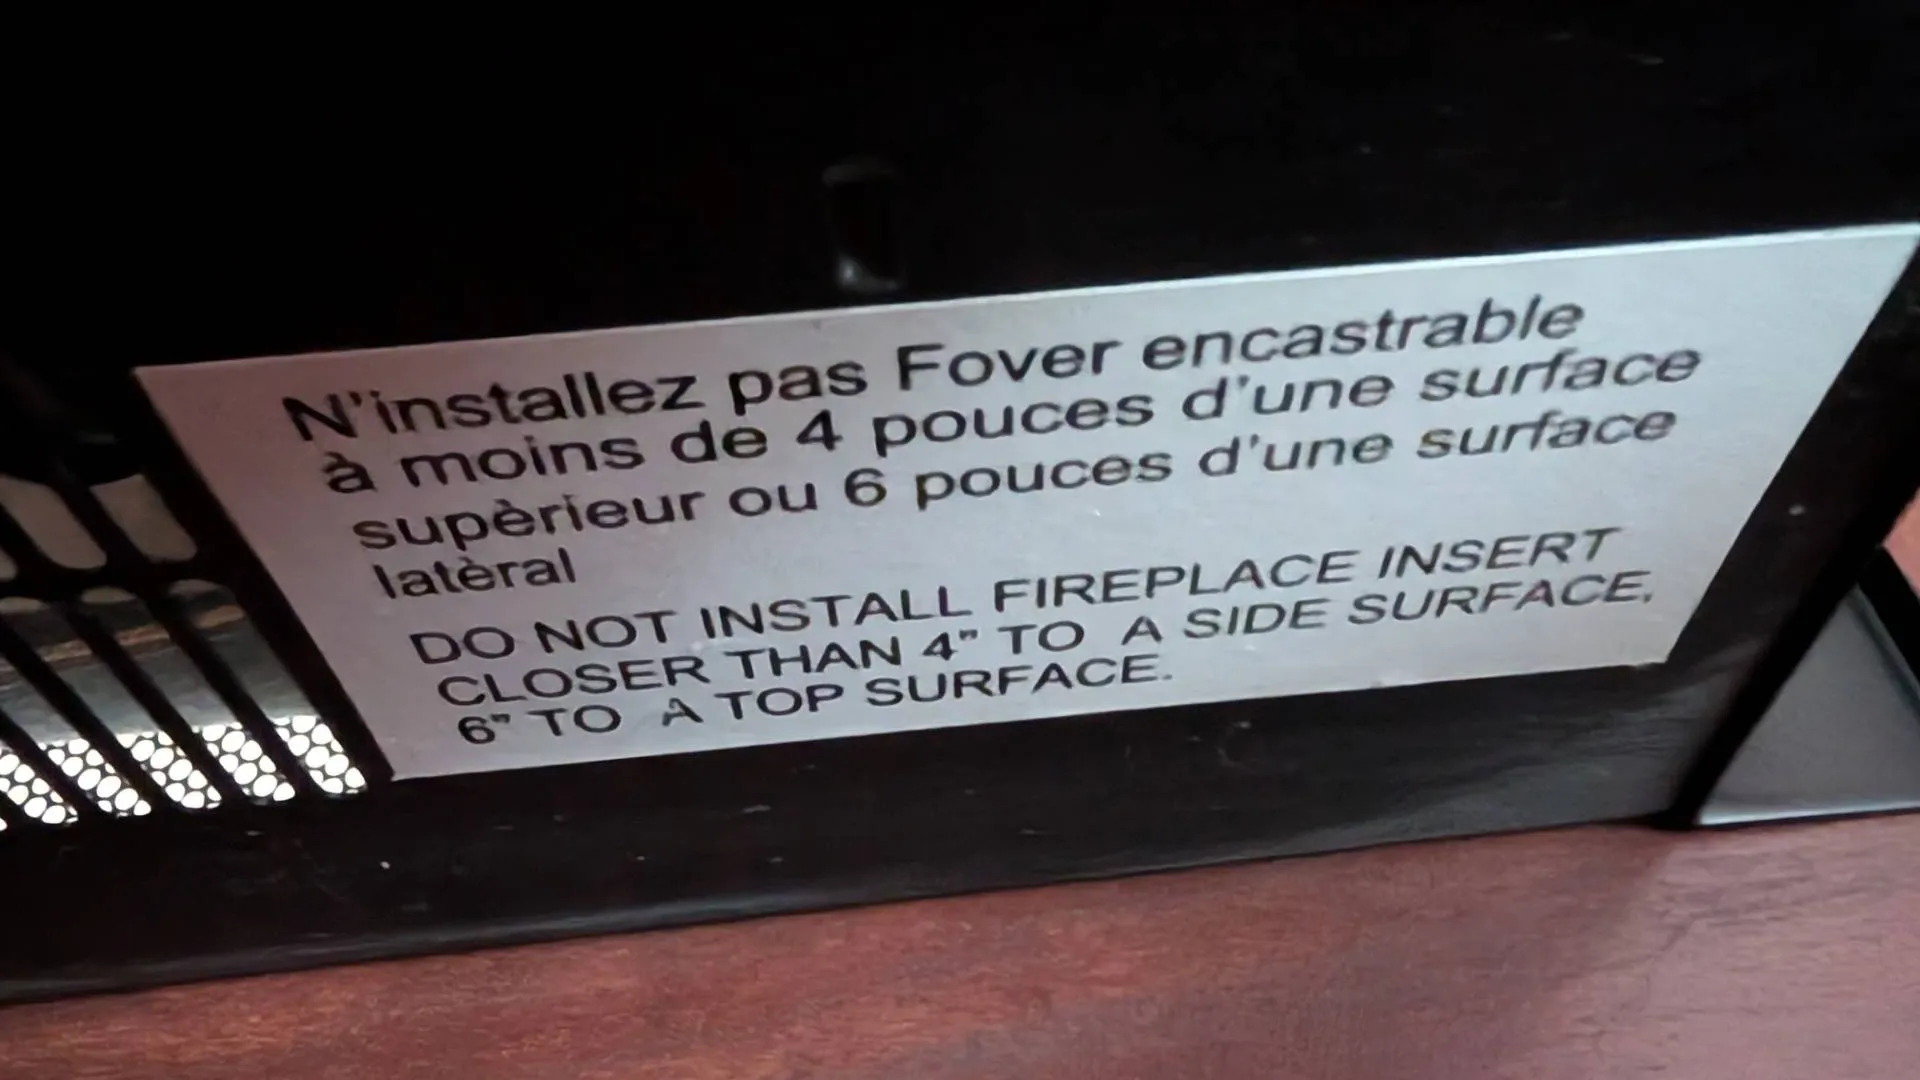 N'installez pas Fover encastrable
à moins de 4 pouces d'une surface
supèrieur ou 6 pouces d'une surface
latèral
DO NOT INSTALL FIREPLACE INSERT
CLOSER THAN 4" TO A SIDE SURFACE,
6" TO A TOP SURFACE.